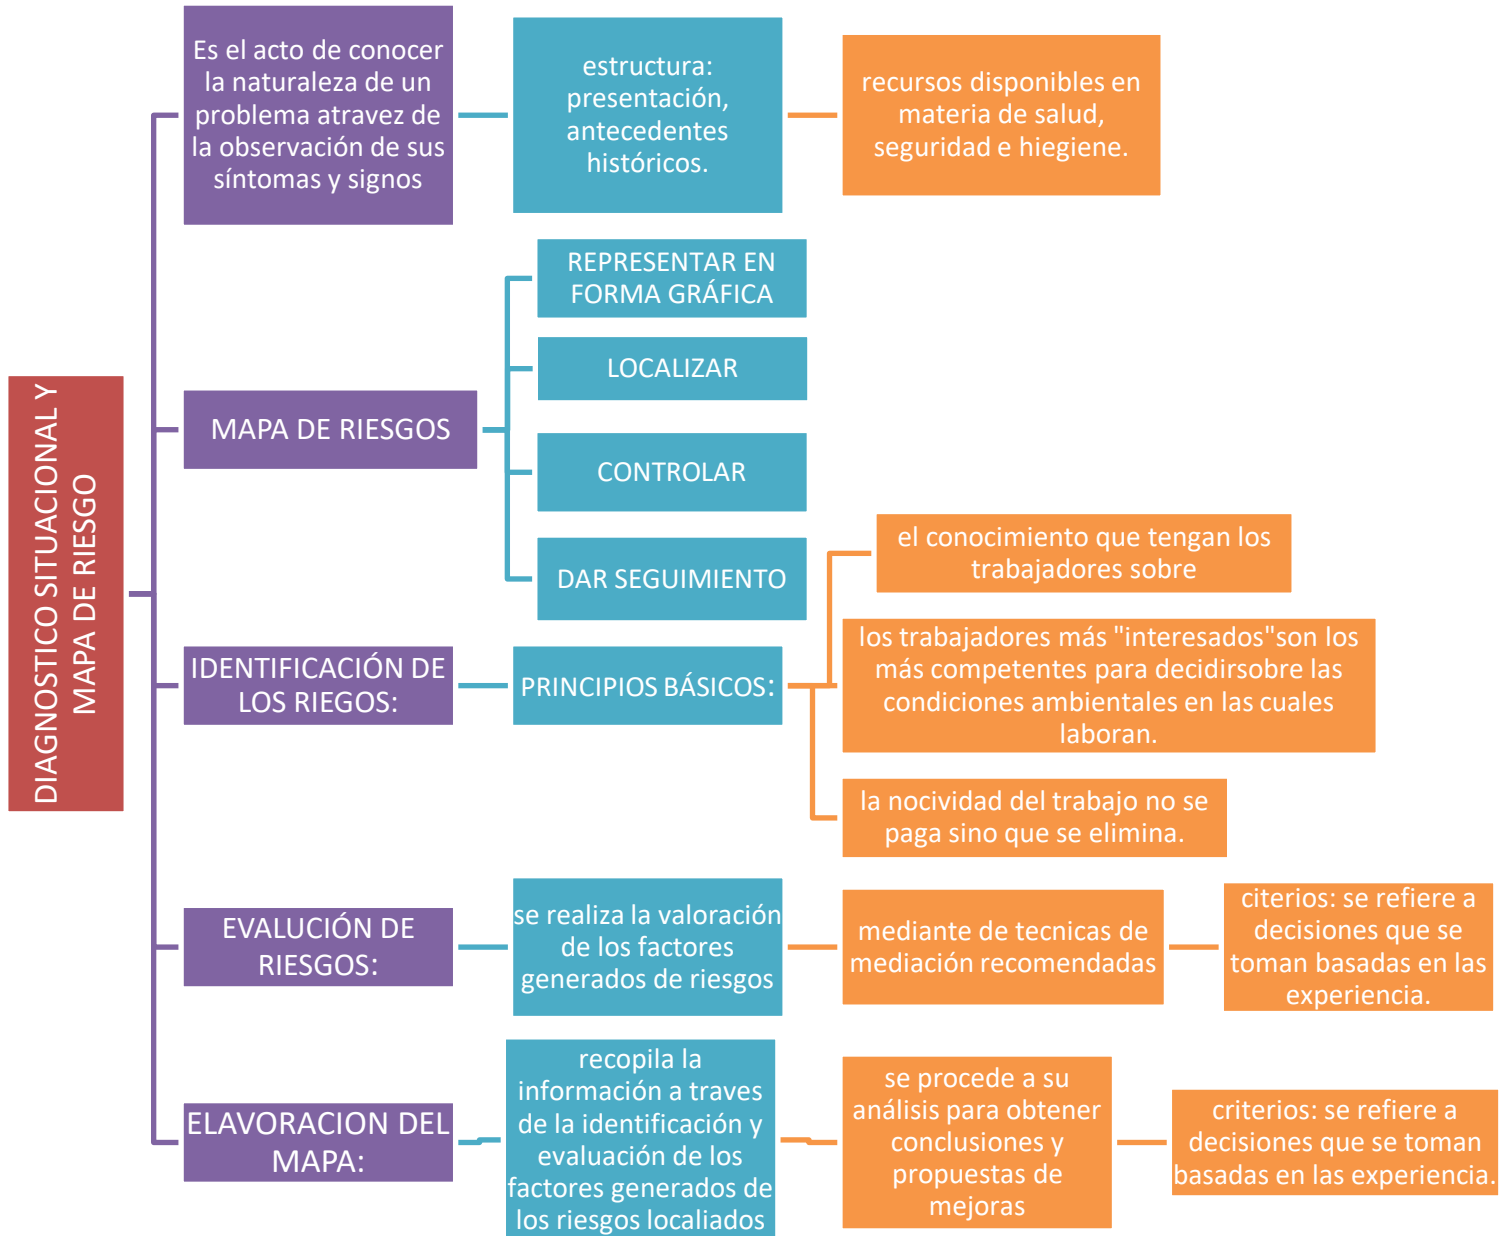 DIAGNOSTICO SITUACIONAL Y
MAPA DE RIESGO
Es el acto de conocer
la naturaleza de un
problema atravez de
la observación de sus
síntomas y signos
estructura:
presentación,
antecedentes
históricos.
recursos disponibles en
materia de salud,
seguridad e hiegiene.
MAPA DE RIESGOS
REPRESENTAR EN
FORMA GRÁFICA
LOCALIZAR
CONTROLAR
DAR SEGUIMIENTO
IDENTIFICACIÓN DE
LOS RIEGOS:
PRINCIPIOS BÁSICOS:
el conocimiento que tengan los
trabajadores sobre
los trabajadores más "interesados"son los
más competentes para decidirsobre las
condiciones ambientales en las cuales
laboran.
la nocividad del trabajo no se
paga sino que se elimina.
EVALUCIÓN DE
RIESGOS:
se realiza la valoración
de los factores
generados de riesgos
mediante de tecnicas de
mediación recomendadas
citerios: se refiere a
decisiones que se
toman basadas en las
experiencia.
ELAVORACION DEL
MAPA:
recopila la
información a traves
de la identificación y
evaluación de los
factores generados de
los riesgos localiados
se procede a su
análisis para obtener
conclusiones y
propuestas de
mejoras
criterios: se refiere a
decisiones que se toman
basadas en las experiencia.